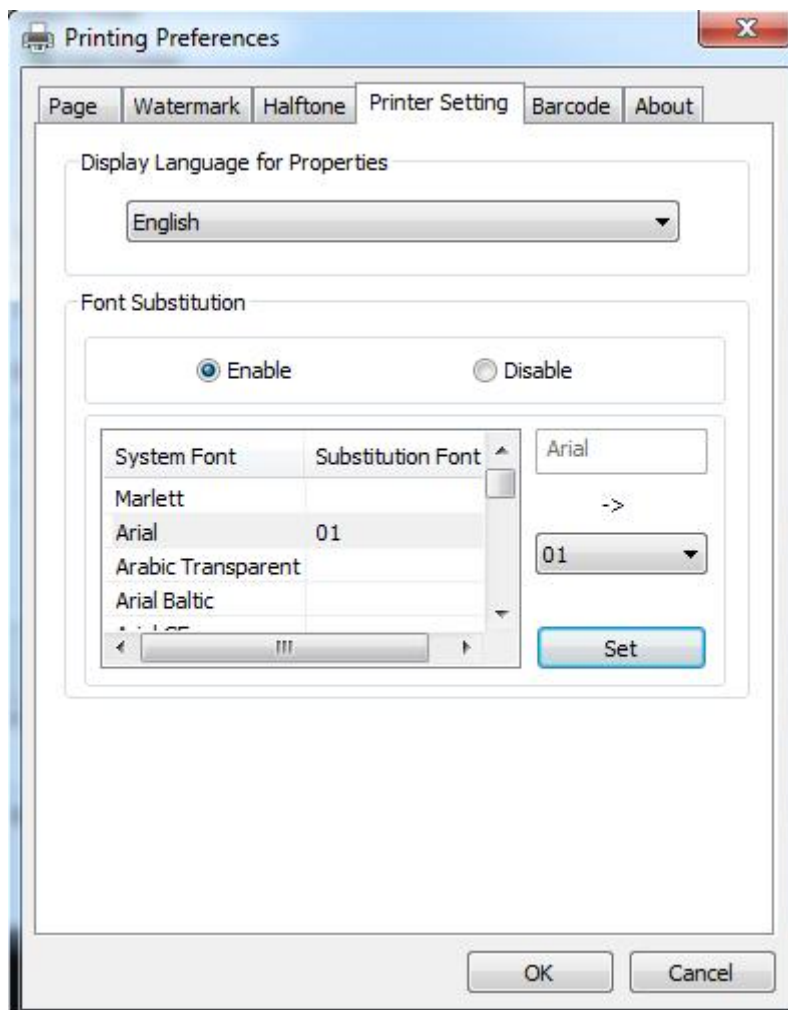 Printing Preferences
Page Watermark Halftone Printer Setting Barcode About
Display Language for Properties
English
Font Substitution
Enable Disable
System Font Substitution Font
Marlett
Arial 01
Arabic Transparent
Arial Baltic
Arial
->
01
Set
OK Cancel